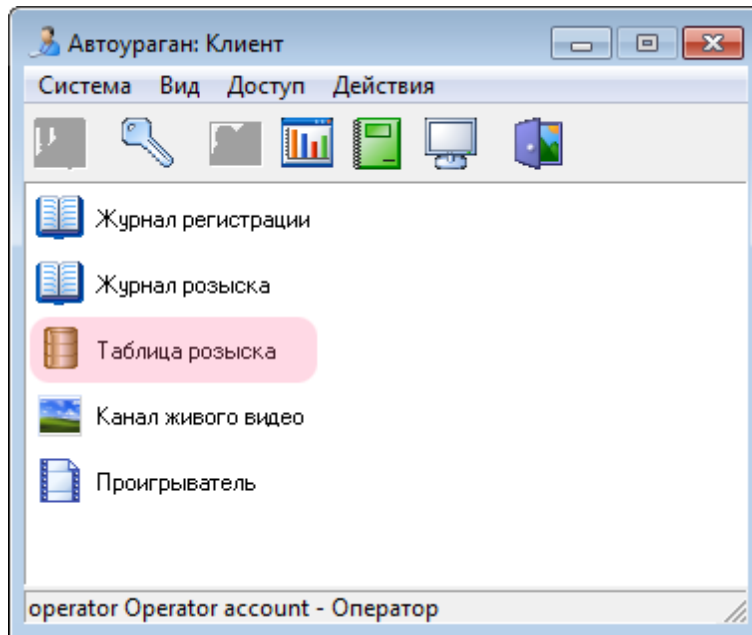 Автоураган: Клиент
Система Вид Доступ Действия
Журнал регистрации
Журнал розыска
Таблица розыска
Канал живого видео
Проигрыватель
operator Operator account - Оператор